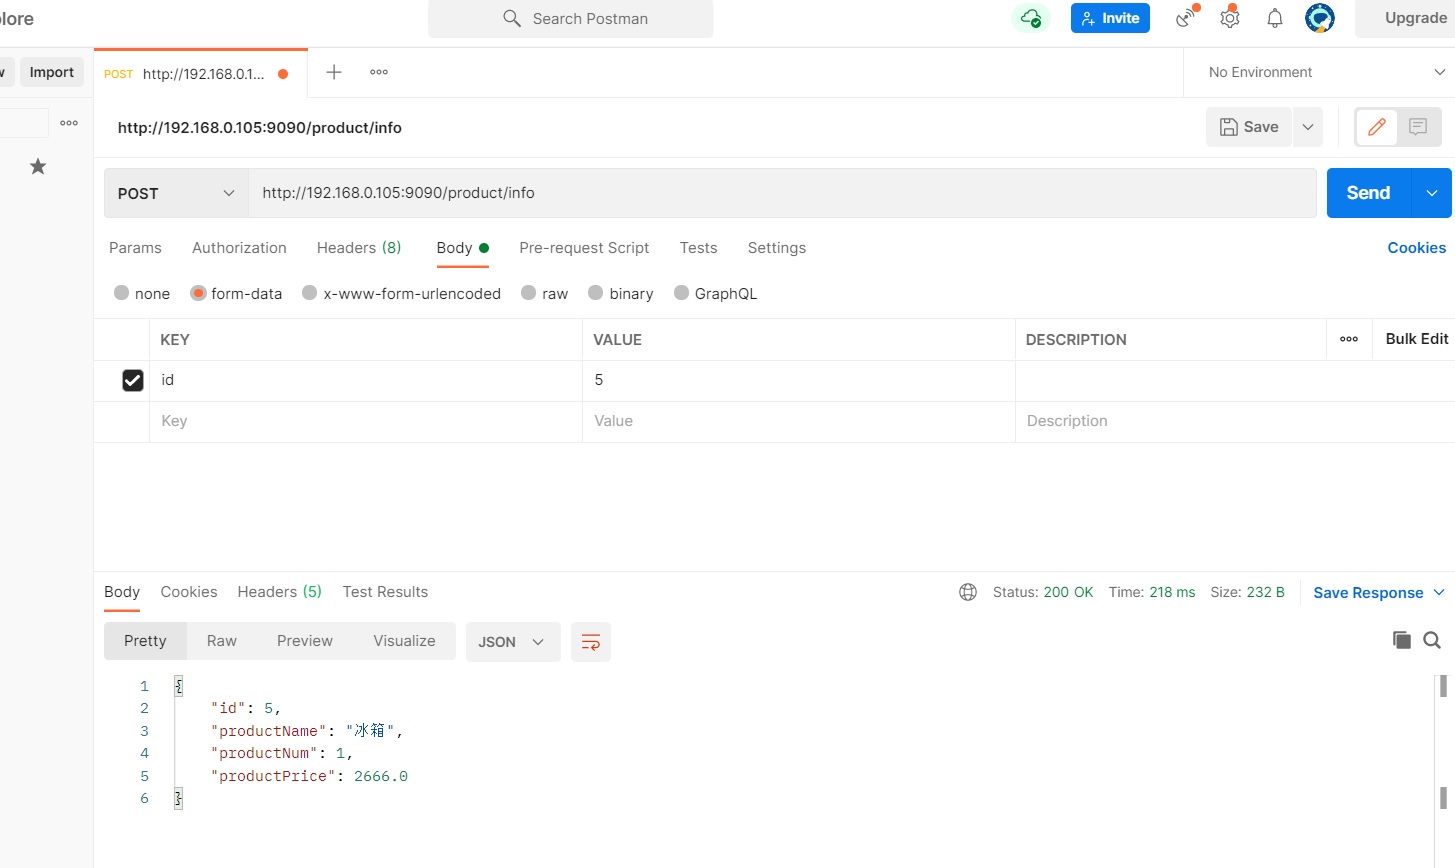 lore
Search Postman
Invite
Upgrade
w
Import
POST http://192.168.0.1...
No Environment
http://192.168.0.105:9090/product/info
Save
POST
http://192.168.0.105:9090/product/info
Send
Params Authorization Headers (8) Body Pre-request Script Tests Settings
Cookies
none form-data x-www-form-urlencoded raw binary GraphQL
KEY VALUE DESCRIPTION Bulk Edit
id 5
Key Value Description
Body Cookies Headers (5) Test Results
Status: 200 OK Time: 218 ms Size: 232 B Save Response
Pretty Raw Preview Visualize JSON
1 {
2 "id": 5,
3 "productName": "冰箱",
4 "productNum": 1,
5 "productPrice": 2666.0
6 }